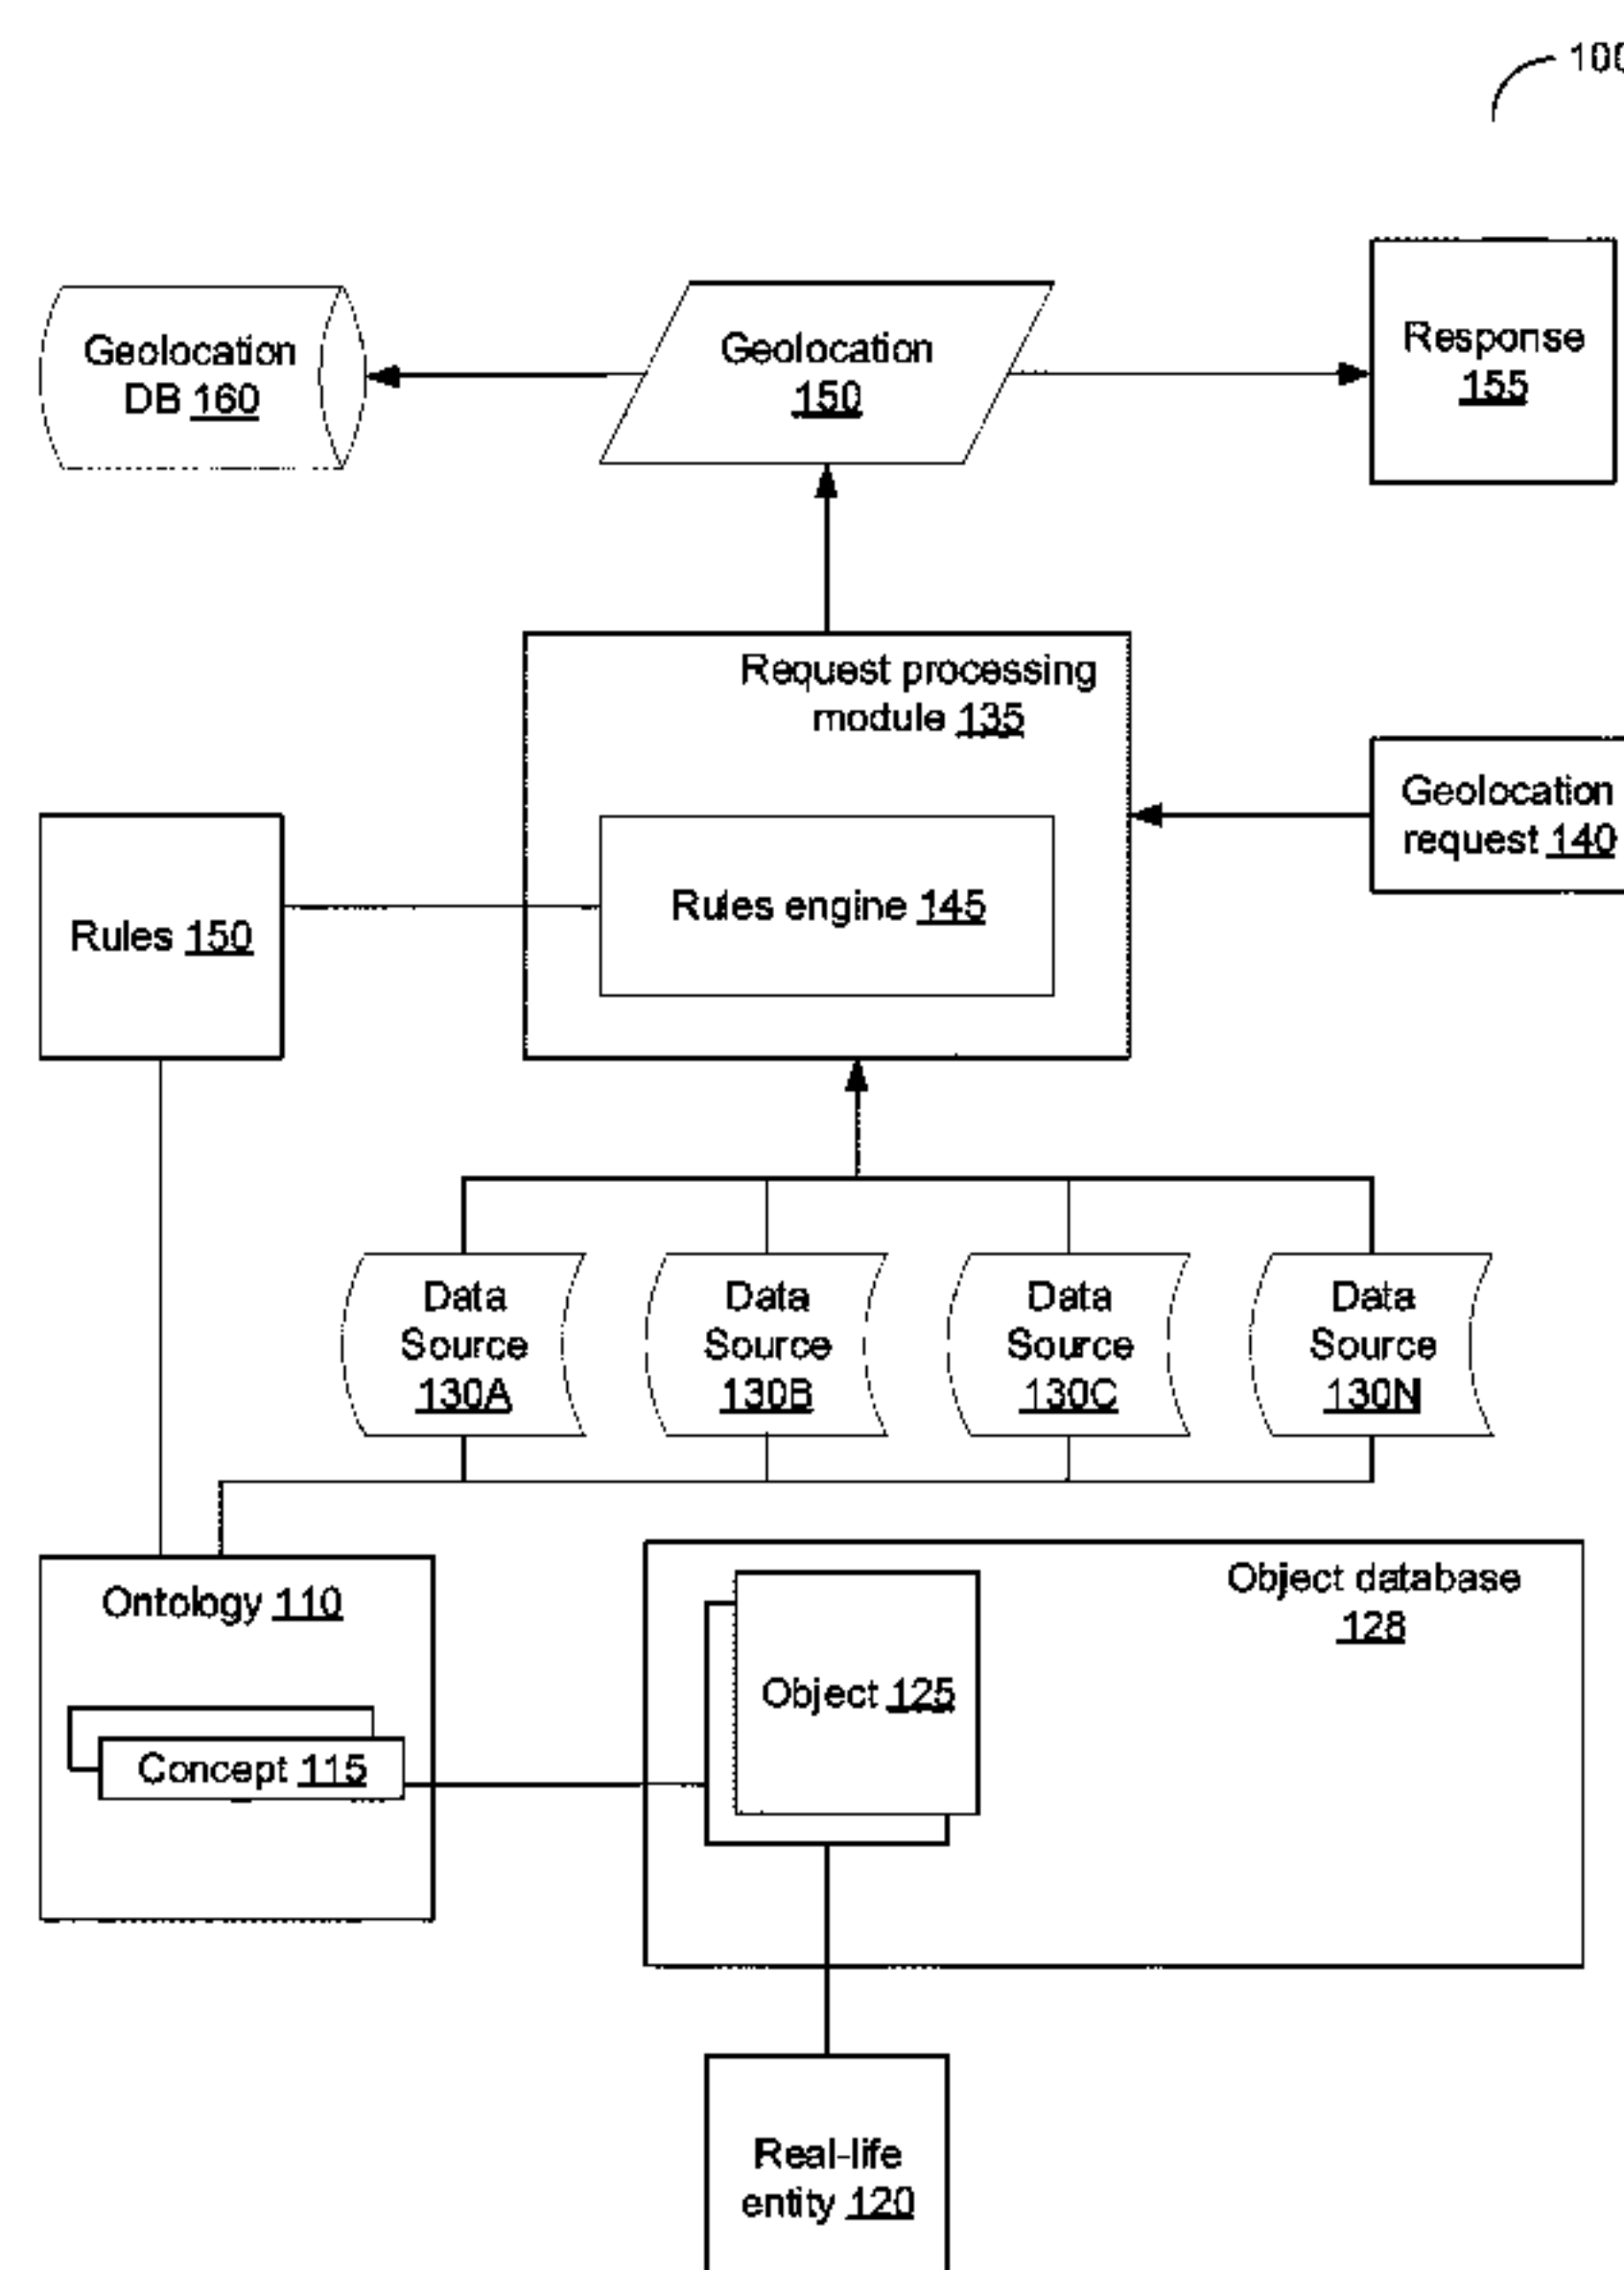 100
Geolocation
DB 160
Geolocation
150
Response
155
Request processing
module 135
Geolocation
request 140
Rules engine 145
Rules 150
Data
Source
130A
Data
Source
130B
Data
Source
130C
Data
Source
130N
Ontology 110
Object database
128
Object 125
Concept 115
Real-life
entity 120